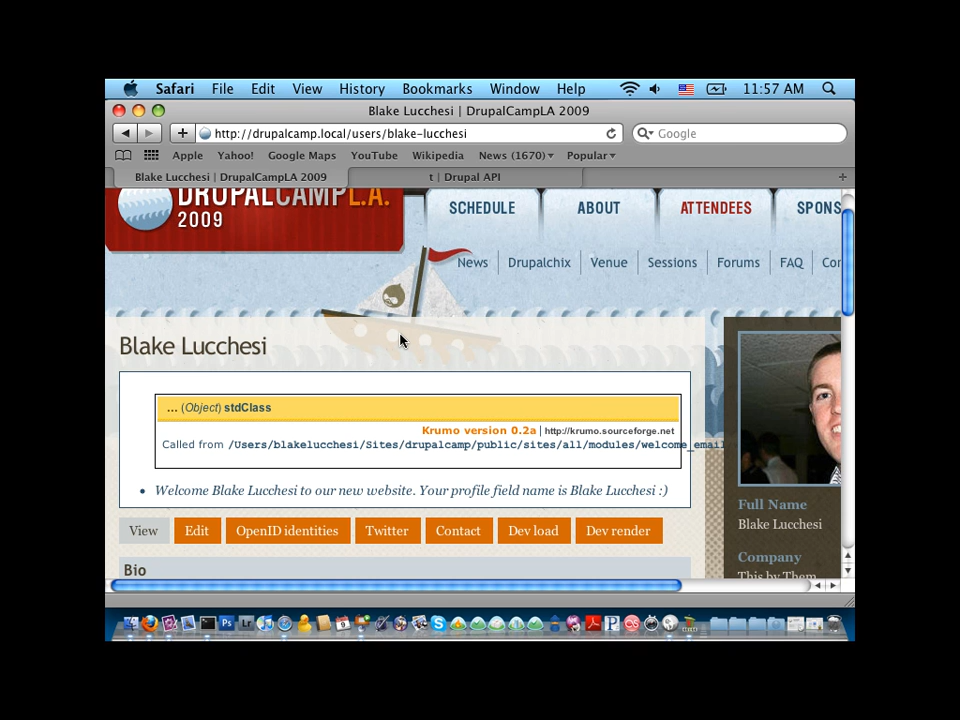 Safari File Edit View History Bookmarks Window Help 11:57 AM
Blake Lucchesi | DrupalCampLA 2009
http://drupalcamp.local/users/blake-lucchesi Google
Apple Yahoo! Google Maps YouTube Wikipedia News (1670) Popular
Blake Lucchesi | DrupalCampLA 2009 t | Drupal API
DRUPALCAMPL.A.
2009
SCHEDULE ABOUT ATTENDEES SPONS
News Drupalchix Venue Sessions Forums FAQ Cor
Blake Lucchesi
... (Object) stdClass
Krumo version 0.2a | http://krumo.sourceforge.net
Called from /Users/blakelucchesi/Sites/drupalcamp/public/sites/all/modules/welcome_email
• Welcome Blake Lucchesi to our new website. Your profile field name is Blake Lucchesi :)
View Edit OpenID identities Twitter Contact Dev load Dev render
Bio
Full Name
Blake Lucchesi
Company
This by Them